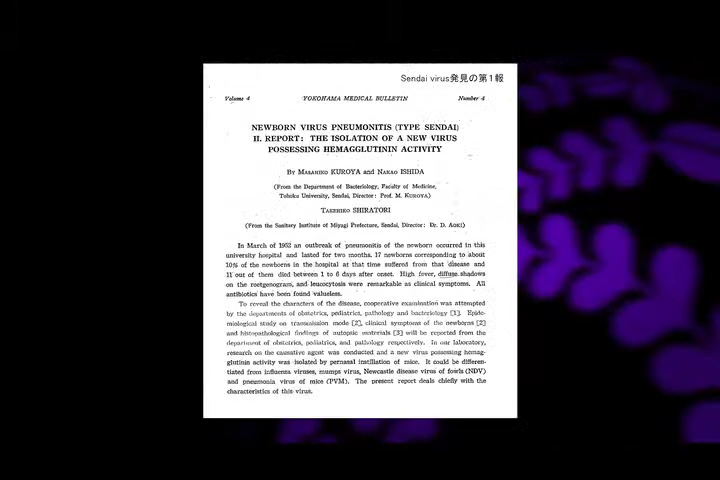 Sendai virus発見の第1報
Volume 4 YOKOHAMA MEDICAL BULLETIN Number 4
NEWBORN VIRUS PNEUMONITIS (TYPE SENDAI)
II. REPORT: THE ISOLATION OF A NEW VIRUS
POSSESSING HEMAGGLUTININ ACTIVITY
By Masahiko KUROYA and Nakao ISHIDA
(From the Department of Bacteriology, Faculty of Medicine,
Tohoku University, Sendai, Director: Prof. M. KUROYA)
Takehiko SHIRATORI
(From the Sanitary Institute of Miyagi Prefecture, Sendai, Director: Dr. D. AOKI)
In March of 1952 an outbreak of pneumonitis of the newborn occurred in this
university hospital and lasted for two months. 17 newborns corresponding to about
10% of the newborns in the hospital at that time suffered from that disease and
11 out of them died between 1 to 6 days after onset. High fever, diffuse shadows
on the roetgenogram, and leucocytosis were remarkable as clinical symptoms. All
antibiotics have been found valueless.
To reveal the characters of the disease, cooperative examination was attempted
by the departments of obstetrics, pediatrics, pathology and bacteriology [1]. Epide-
miological study on transmission mode [2], clinical symptoms of the newborns [2]
and histopathological findings of autopsic materials [3] will be reported from the
department of obstetrics, pediatrics, and pathology respectively. In our laboratory,
research on the causative agent was conducted and a new virus possessing hemag-
glutinin activity was isolated by pernasal instillation of mice. It could be differen-
tiated from influenza viruses, mumps virus, Newcastle disease virus of fowls (NDV)
and pneumonia virus of mice (PVM). The present report deals chiefly with the
characteristics of this virus.